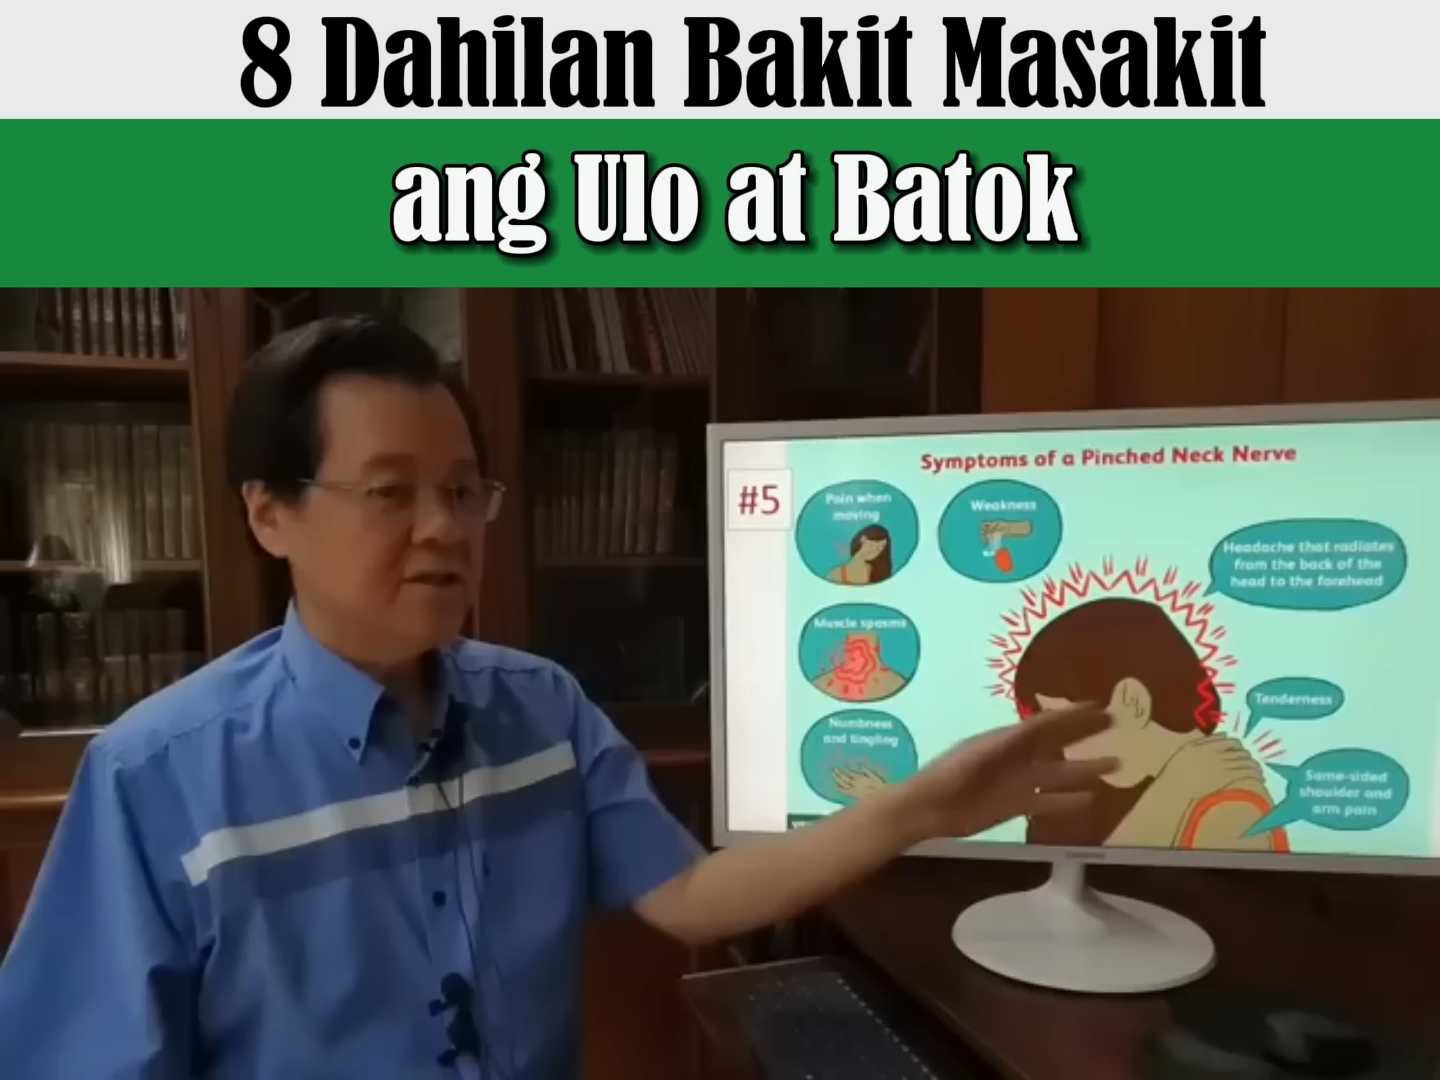 8 Dahilan Bakit Masakit
ang Ulo at Batok
Symptoms of a Pinched Neck Nerve
#5
Pain when
moving
Weakness
Headache that radiates
from the back of the
head to the forehead
Muscle spasms
Tenderness
Numbness
and tingling
Same-sided
shoulder and
arm pain